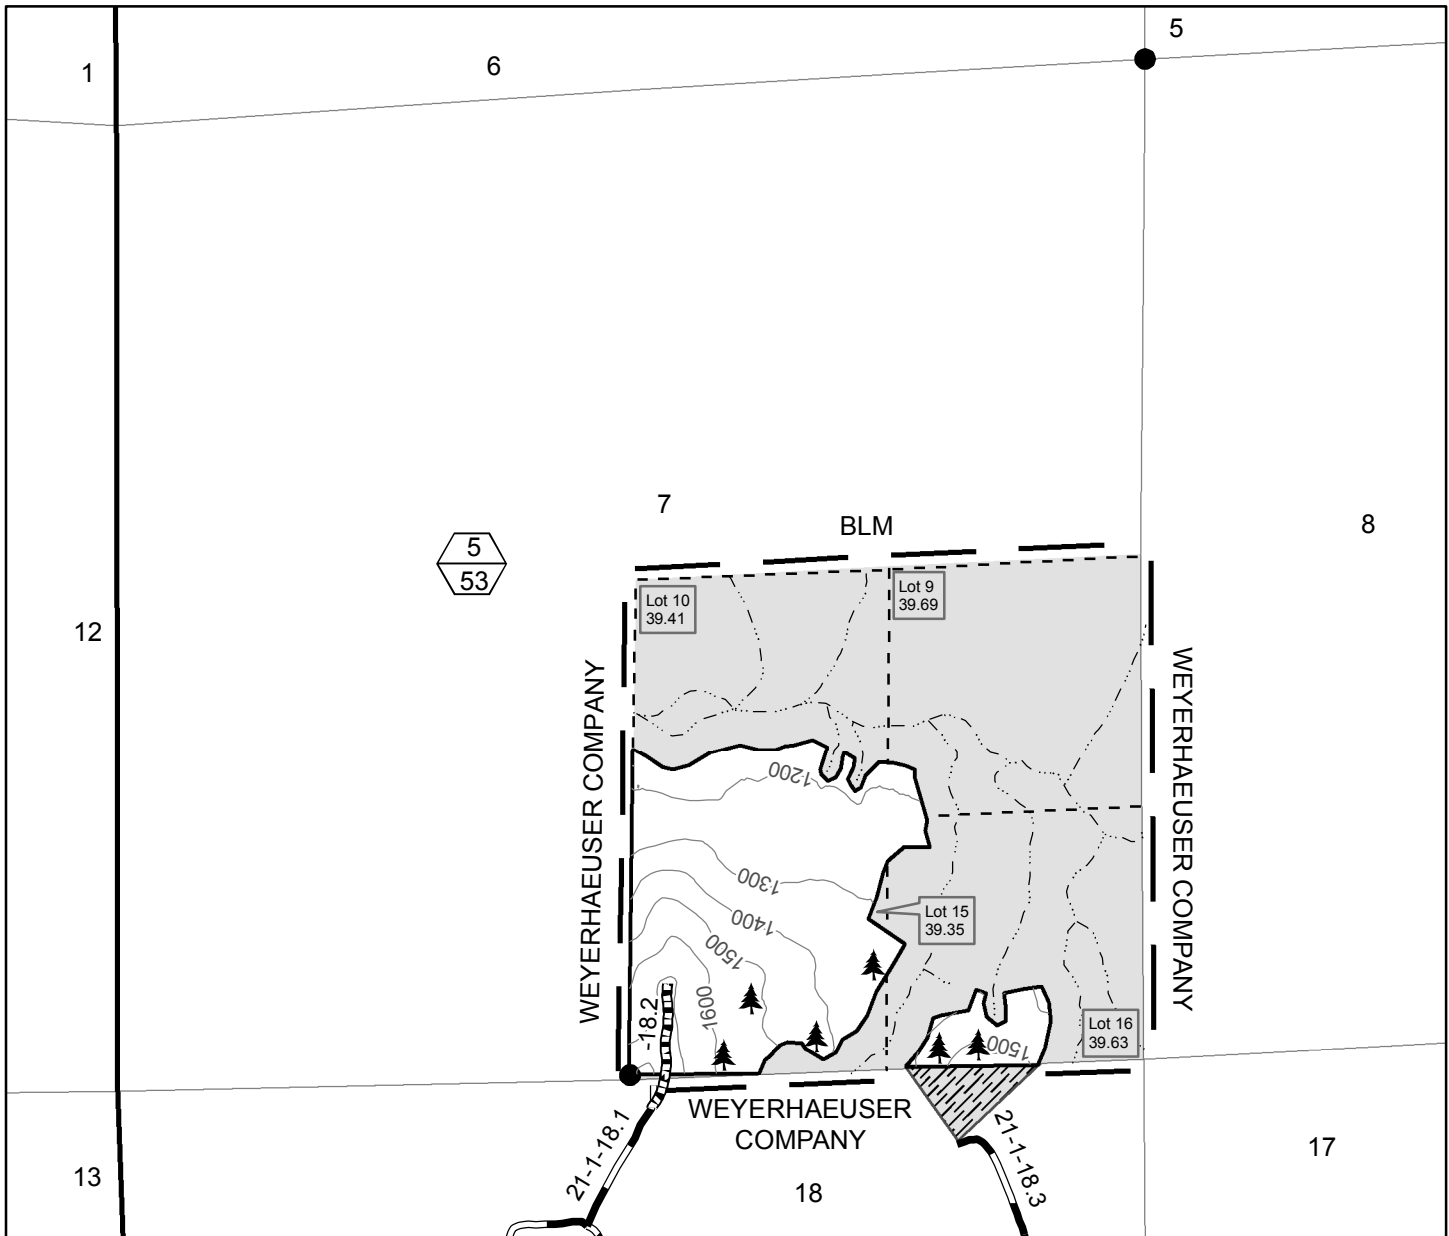 5
1
6
7
BLM
8
5
53
Lot 10
39.41
Lot 9
39.69
12
WEYERHAEUSER COMPANY
WEYERHAEUSER COMPANY
1200
1300
1400
1500
1600
Lot 15
39.35
-18.2
1500
Lot 16
39.63
WEYERHAEUSER
COMPANY
21-1-18.1
21-1-18.3
13
18
17